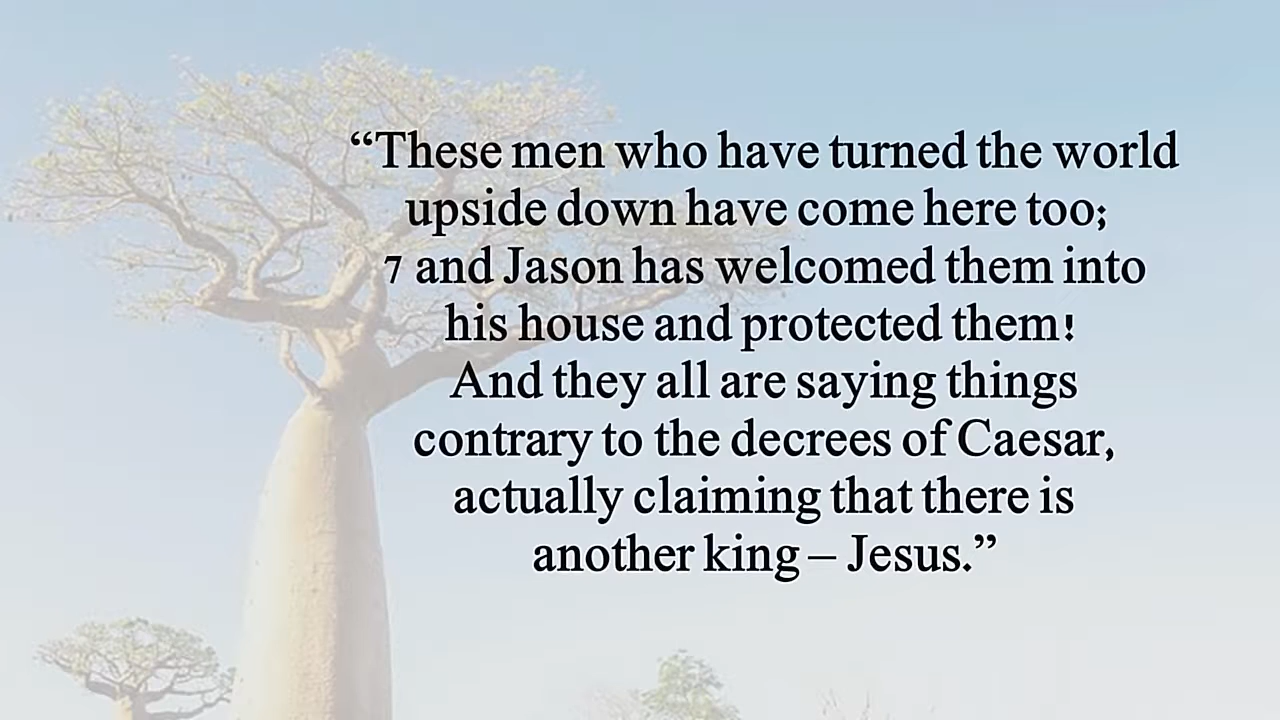 “These men who have turned the world
upside down have come here too;
7 and Jason has welcomed them into
his house and protected them!
And they all are saying things
contrary to the decrees of Caesar,
actually claiming that there is
another king – Jesus.”